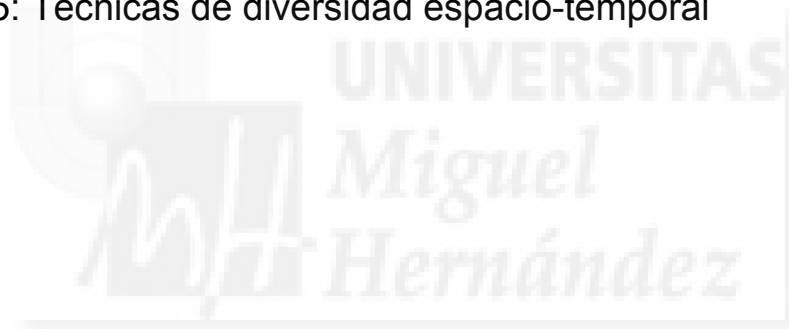 5: Técnicas de diversidad espacio-temporal
UNIVERSITAS
Miguel
Hernández